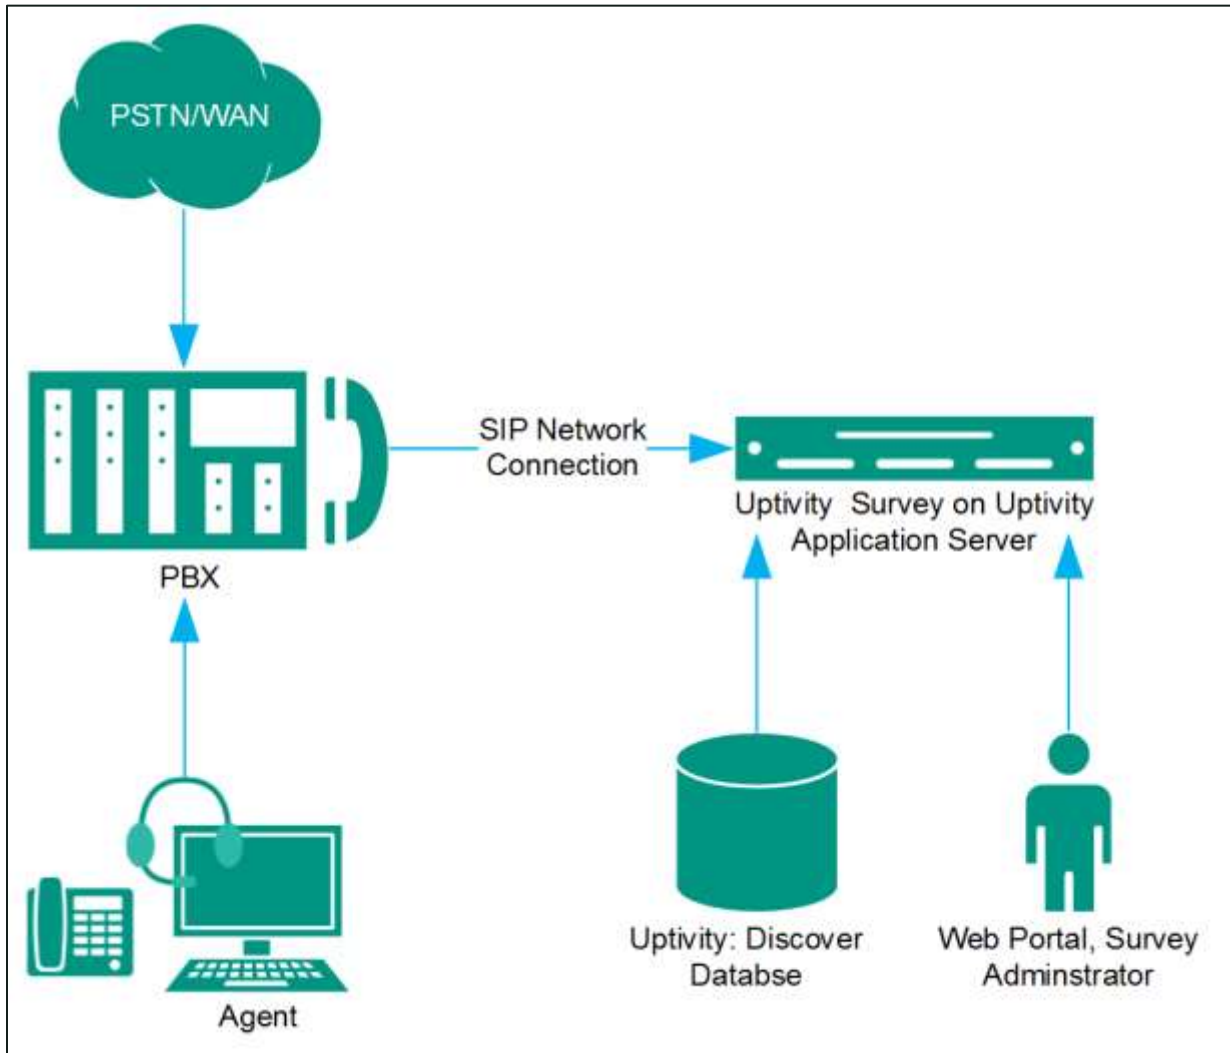 PSTN/WAN
SIP Network
Connection
Uptivity  Survey on Uptivity
Application Server
PBX
Uptivity: Discover
Databse
Web Portal, Survey
Adminstrator
Agent